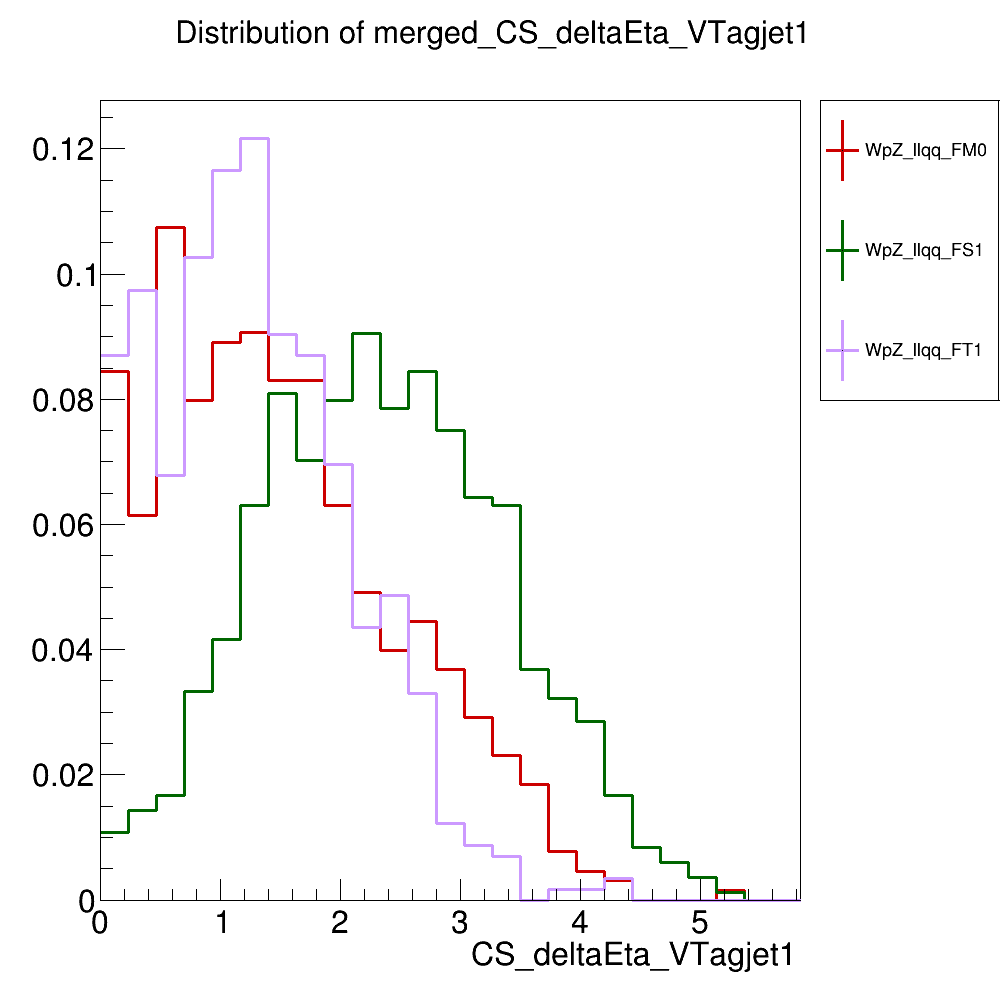 Distribution of merged_CS_deltaEta_VTagjet1
0.12
0.1
0.08
0.06
0.04
0.02
0
0 1 2 3 4 5
CS_deltaEta_VTagjet1
WpZ_llqq_FM0
WpZ_llqq_FS1
WpZ_llqq_FT1